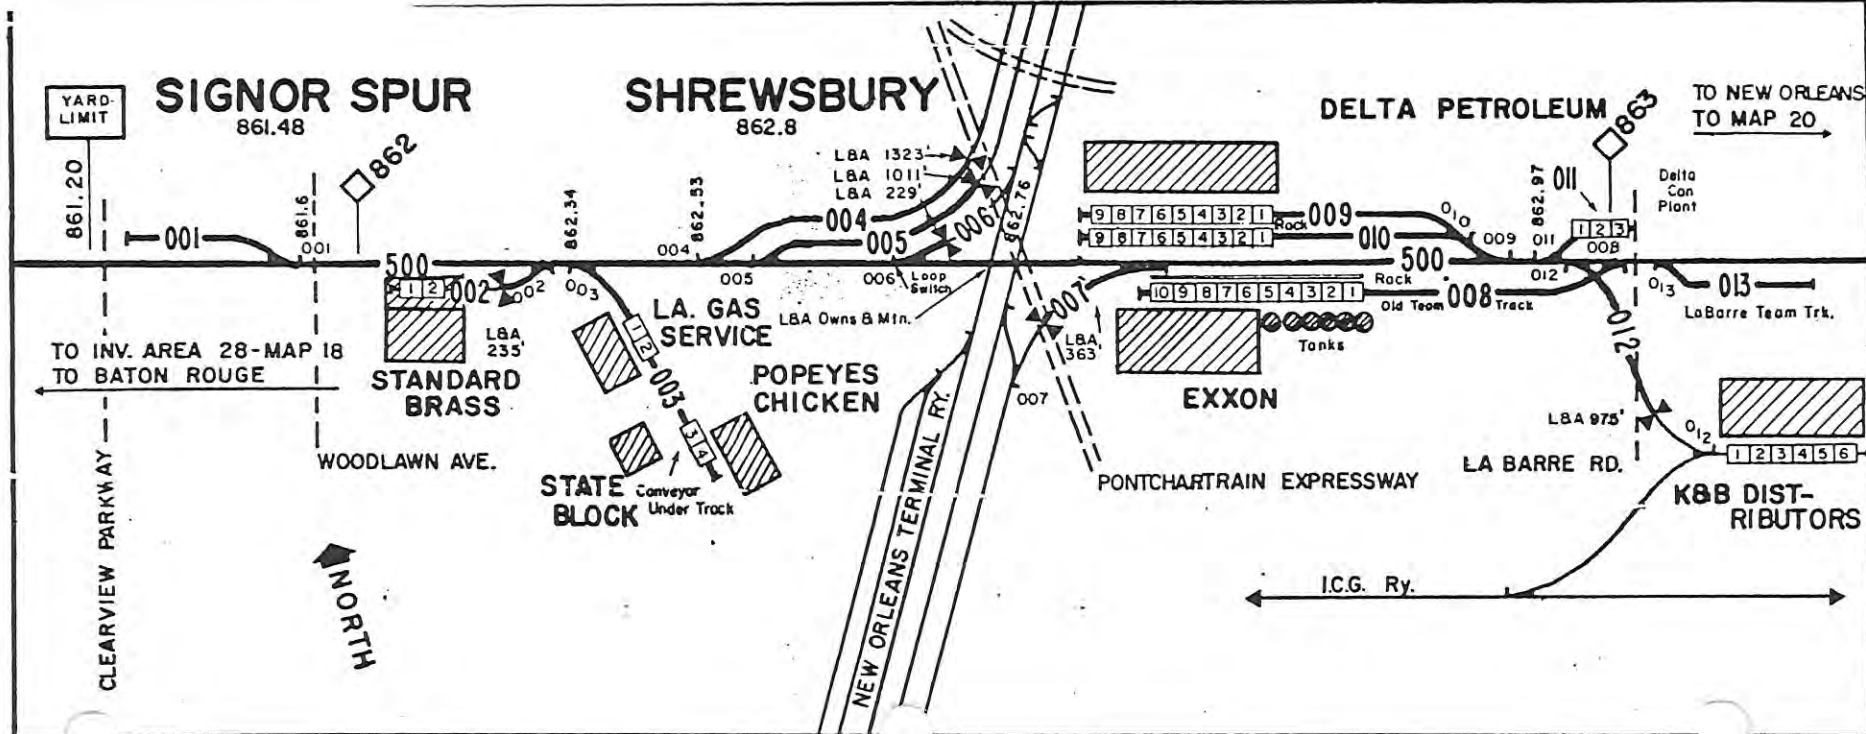 YARD-
LIMIT
SIGNOR SPUR
861.48
SHREWSBURY
862.8
DELTA PETROLEUM
863
TO NEW ORLEANS
TO MAP 20
861.20
861.6
862
862.34
862.53
L&A 1323'
L&A 1011'
L&A 229'
862.76
862.97
011
Delta
Can
Plant
001
001
500
004
005
006
004
005
006
Loop
Switch
9 8 7 6 5 4 3 2 1
Rack
009
9 8 7 6 5 4 3 2 1
010
010
009
011
012
1 2 3
008
500
1 2
002
002
003
L&A
235'
LA. GAS
SERVICE
L&A Owns & Mtn.
007
L&A
363'
Rack
10 9 8 7 6 5 4 3 2 1
Old Team
008
Track
Tanks
012
013
013
LaBarre Team Trk.
TO INV. AREA 28-MAP 18
TO BATON ROUGE
STANDARD
BRASS
1 2
003
3 4
POPEYES
CHICKEN
007
EXXON
L&A 975'
012
1 2 3 4 5 6
CLEARVIEW PARKWAY
WOODLAWN AVE.
STATE
BLOCK
Conveyor
Under Track
NEW ORLEANS TERMINAL RY.
PONTCHARTRAIN EXPRESSWAY
LA BARRE RD.
K&B DIST-
RIBUTORS
NORTH
I.C.G. Ry.